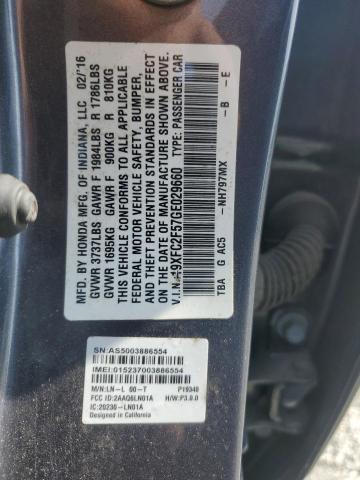 MFD. BY HONDA MFG. OF INDIANA, LLC 02/16
GVWR 3737LBS GAWR F 1984LBS R 1786LBS
GVWR 1695KG GAWR F 900KG R 810KG
THIS VEHICLE CONFORMS TO ALL APPLICABLE
FEDERAL MOTOR VEHICLE SAFETY, BUMPER,
AND THEFT PREVENTION STANDARDS IN EFFECT
ON THE DATE OF MANUFACTURE SHOWN ABOVE.
V.I.N.: 19XFC2F57GE029660 TYPE: PASSENGER CAR
TBA G AC5 -NH797MX -B -E
SN:AS5003886554
IMEI:015237003886554
M/N:LN-L 00-T P19348
FCC ID:2AAQ6LN01A H/W:P3.0.0
IC:20230-LN01A
Designed in California